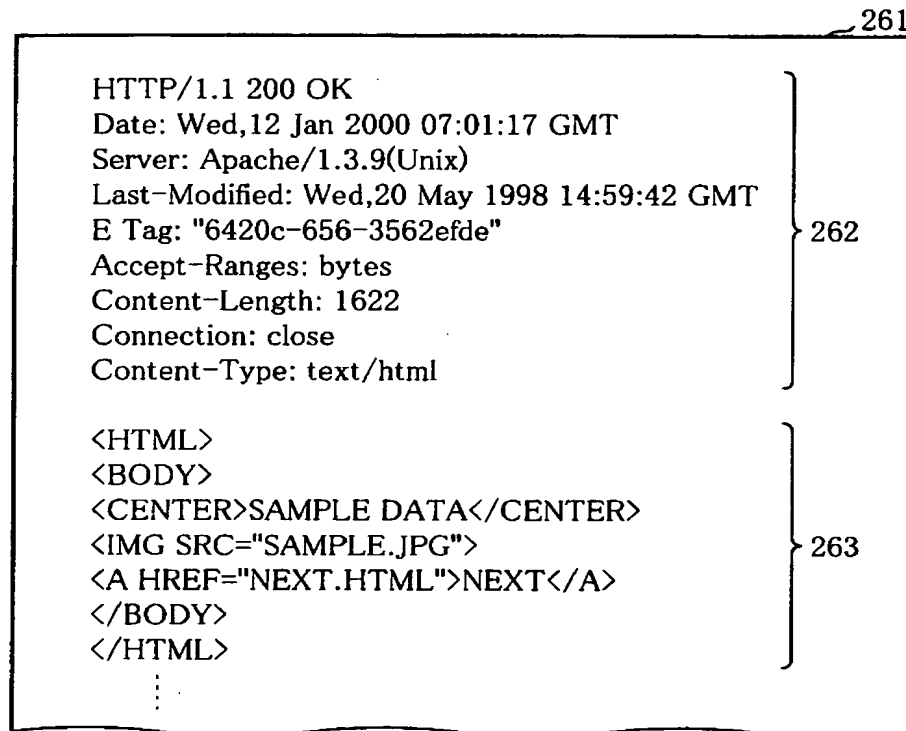 261
HTTP/1.1 200 OK
Date: Wed,12 Jan 2000 07:01:17 GMT
Server: Apache/1.3.9(Unix)
Last-Modified: Wed,20 May 1998 14:59:42 GMT
E Tag: "6420c-656-3562efde"
Accept-Ranges: bytes
Content-Length: 1622
Connection: close
Content-Type: text/html
262
<HTML>
<BODY>
<CENTER>SAMPLE DATA</CENTER>
<IMG SRC="SAMPLE.JPG">
<A HREF="NEXT.HTML">NEXT</A>
</BODY>
</HTML>
263